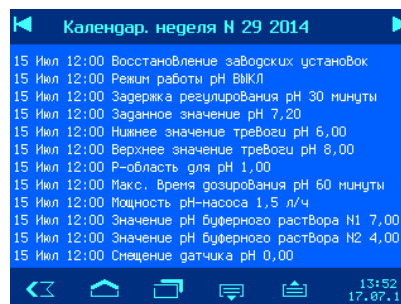 Календар. неделя N 29 2014
15 Июл 12:00 Восстановление заводских установок
15 Июл 12:00 Режим работы pH ВЫКЛ
15 Июл 12:00 Задержка регулирования pH 30 минуты
15 Июл 12:00 Заданное значение pH 7,20
15 Июл 12:00 Нижнее значение тревоги pH 6,00
15 Июл 12:00 Верхнее значение тревоги pH 8,00
15 Июл 12:00 P-область для pH 1,00
15 Июл 12:00 Макс. Время дозирования pH 60 минуты
15 Июл 12:00 Мощность pH-насоса 1,5 л/ч
15 Июл 12:00 Значение pH буферного раствора N1 7,00
15 Июл 12:00 Значение pH буферного раствора N2 4,00
15 Июл 12:00 Смещение датчика pH 0,00
13:52
17.07.1